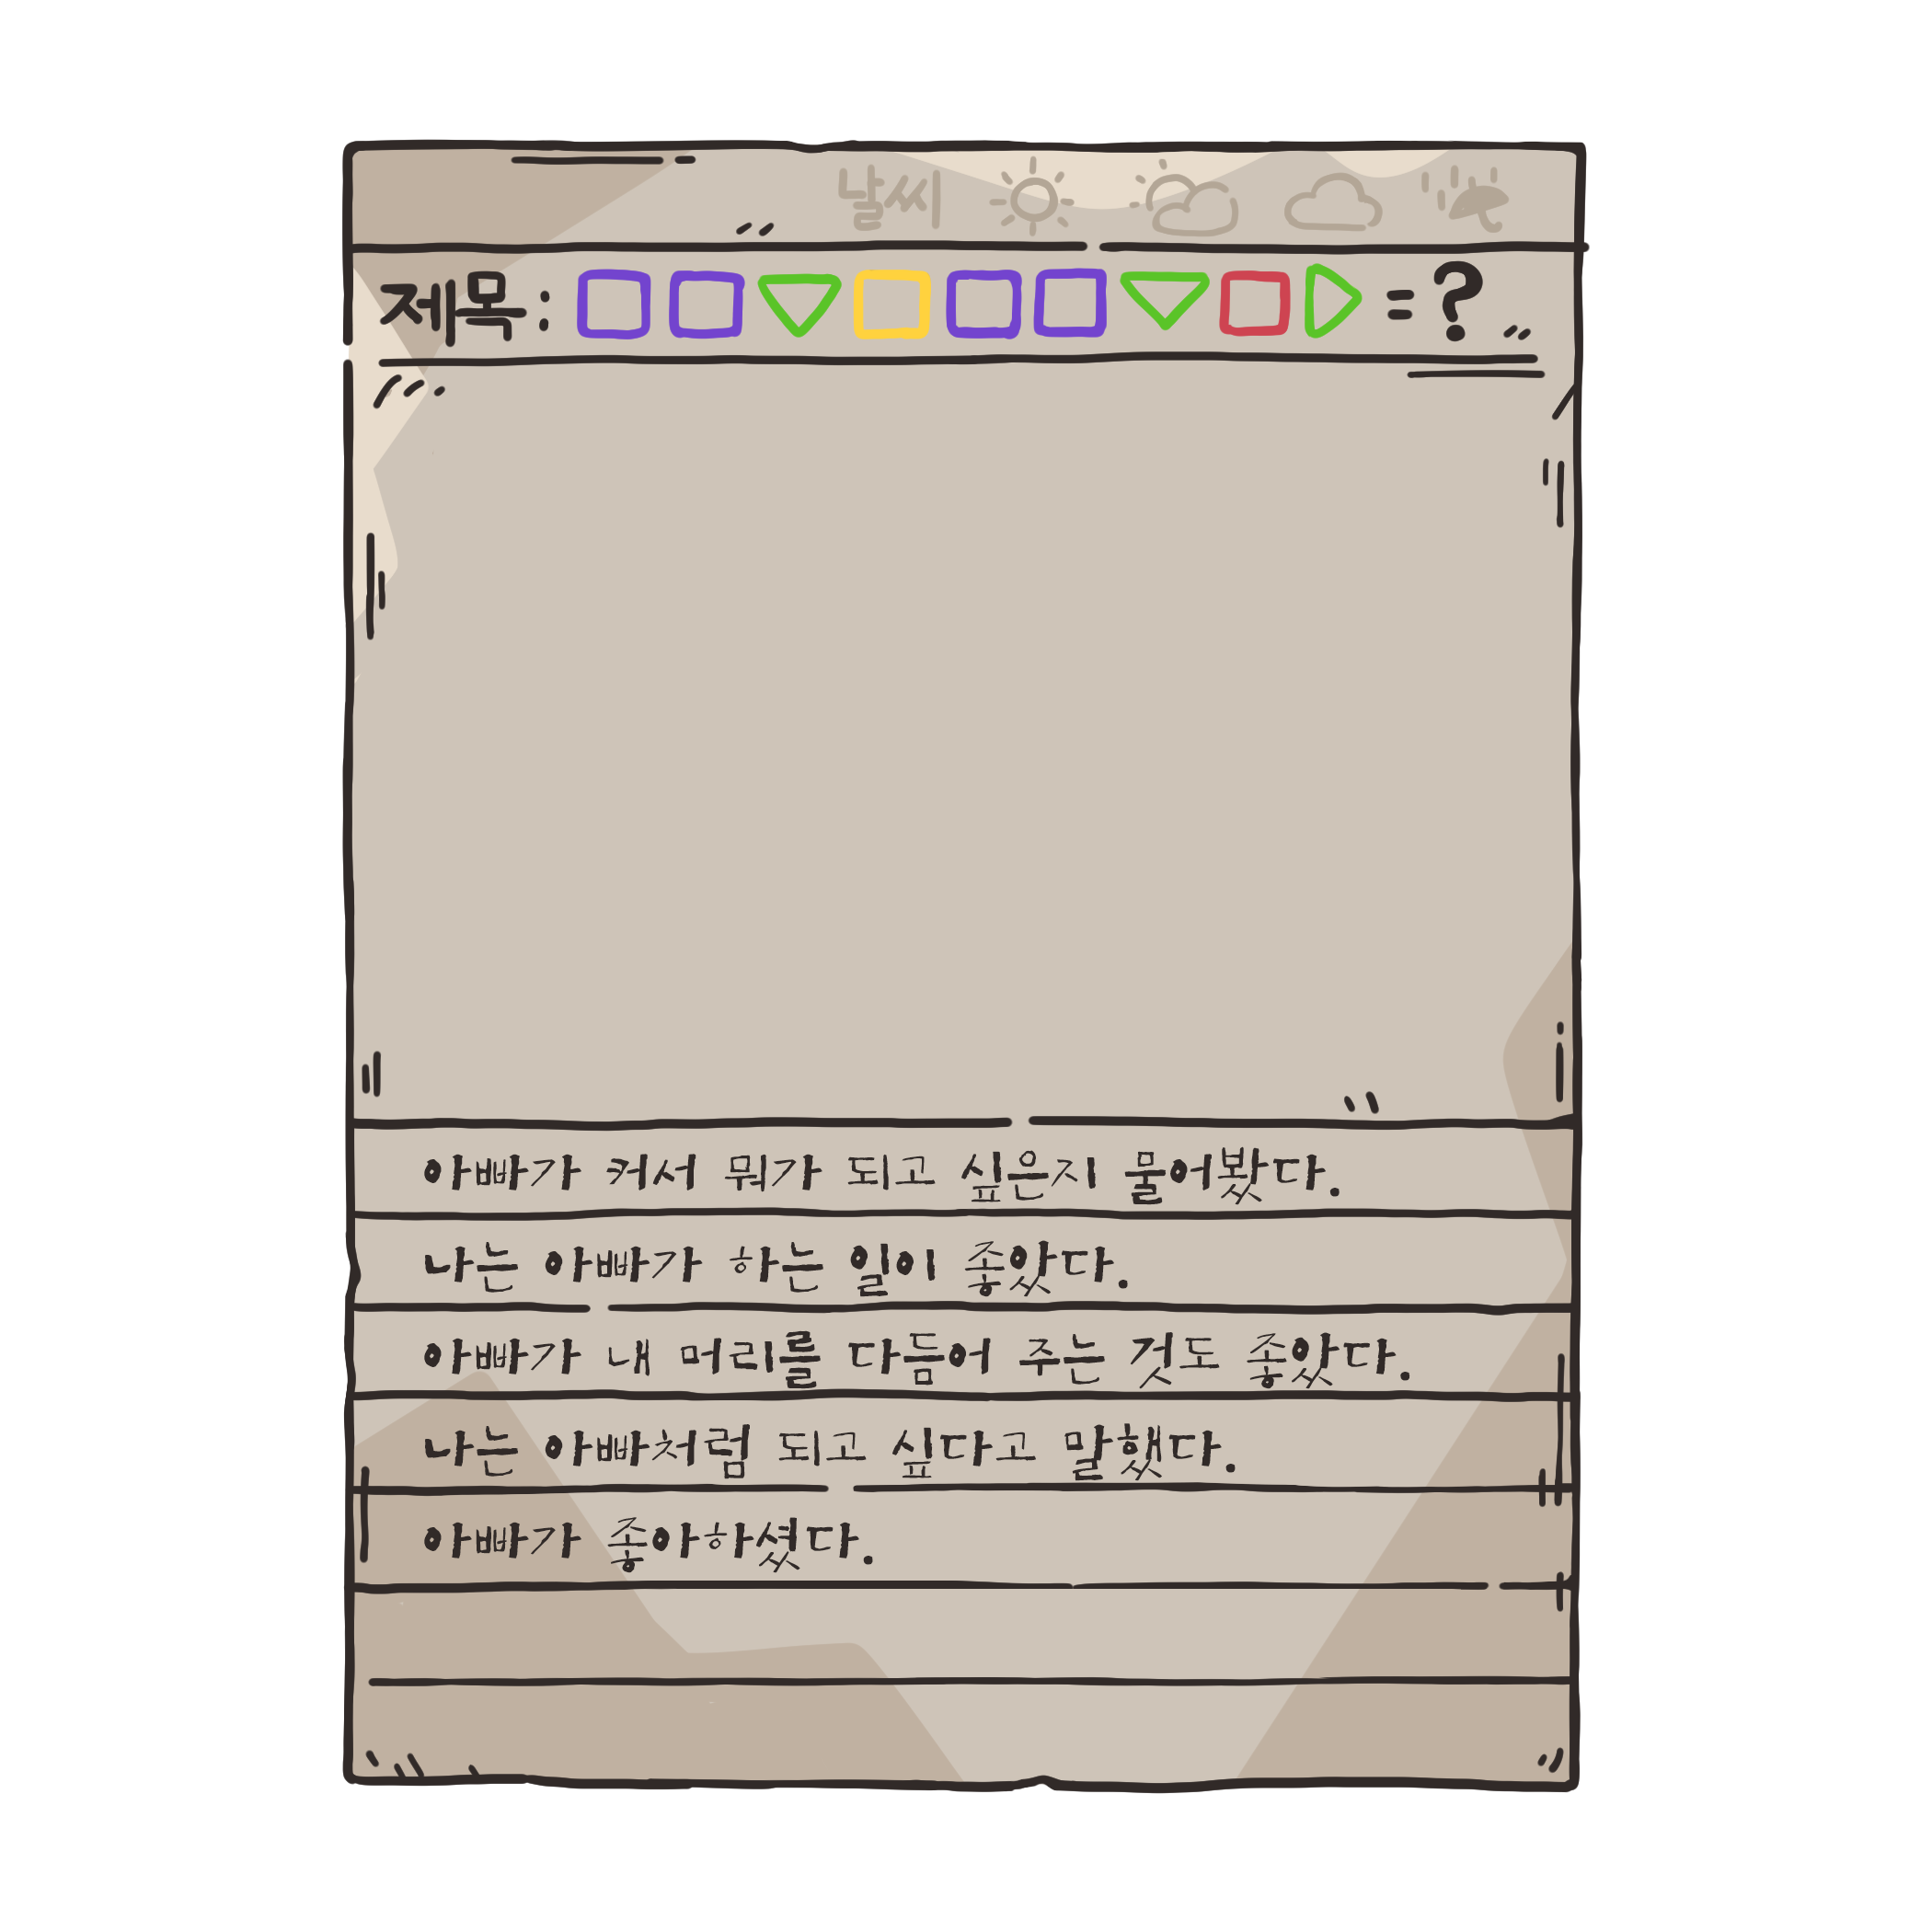 날씨
제목 : = ?
아빠가 커서 뭐가 되고 싶은지 물어봤다.
나는 아빠가 하는 일이 좋았다.
아빠가 내 머리를 다듬어 주는 것도 좋았다.
나는 아빠처럼 되고 싶다고 말했다.
아빠가 좋아하셨다.